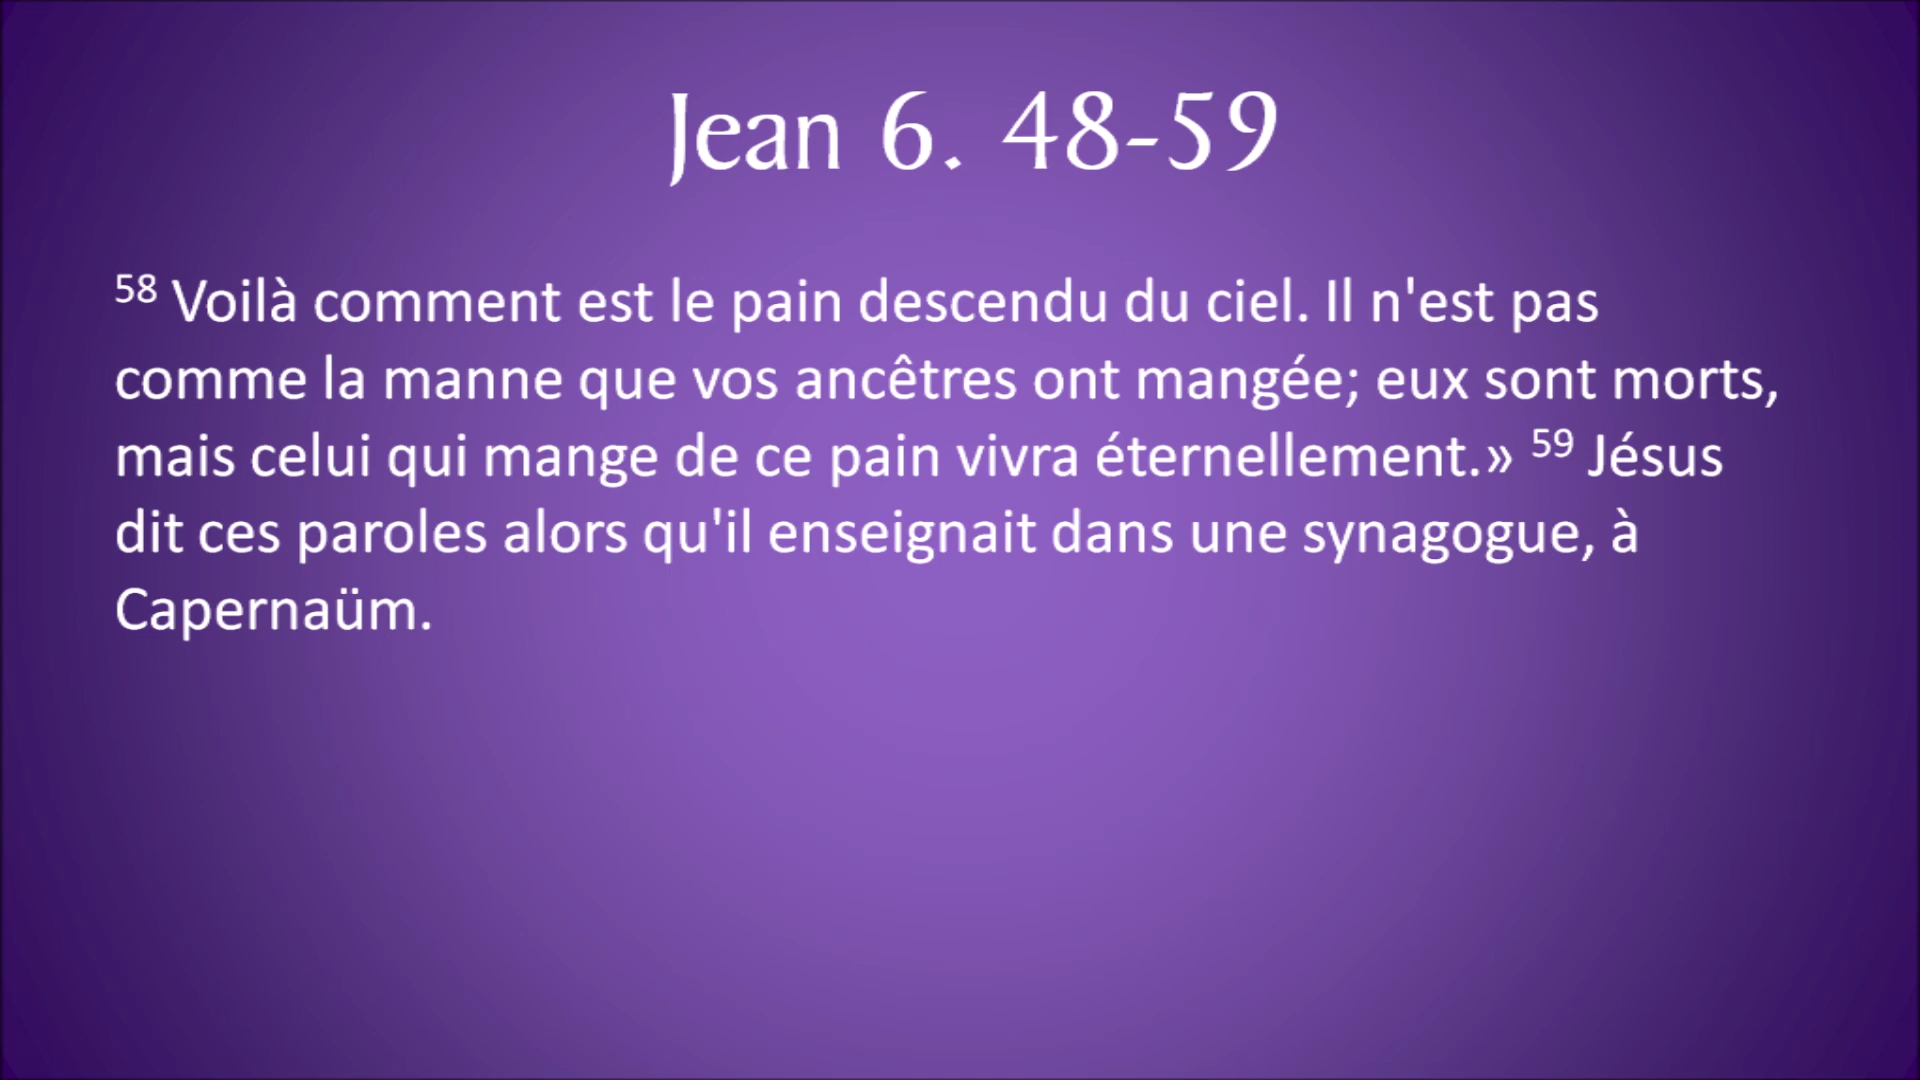 Jean 6. 48-59
58 Voilà comment est le pain descendu du ciel. Il n'est pas
comme la manne que vos ancêtres ont mangée; eux sont morts,
mais celui qui mange de ce pain vivra éternellement.» 59 Jésus
dit ces paroles alors qu'il enseignait dans une synagogue, à
Capernaüm.